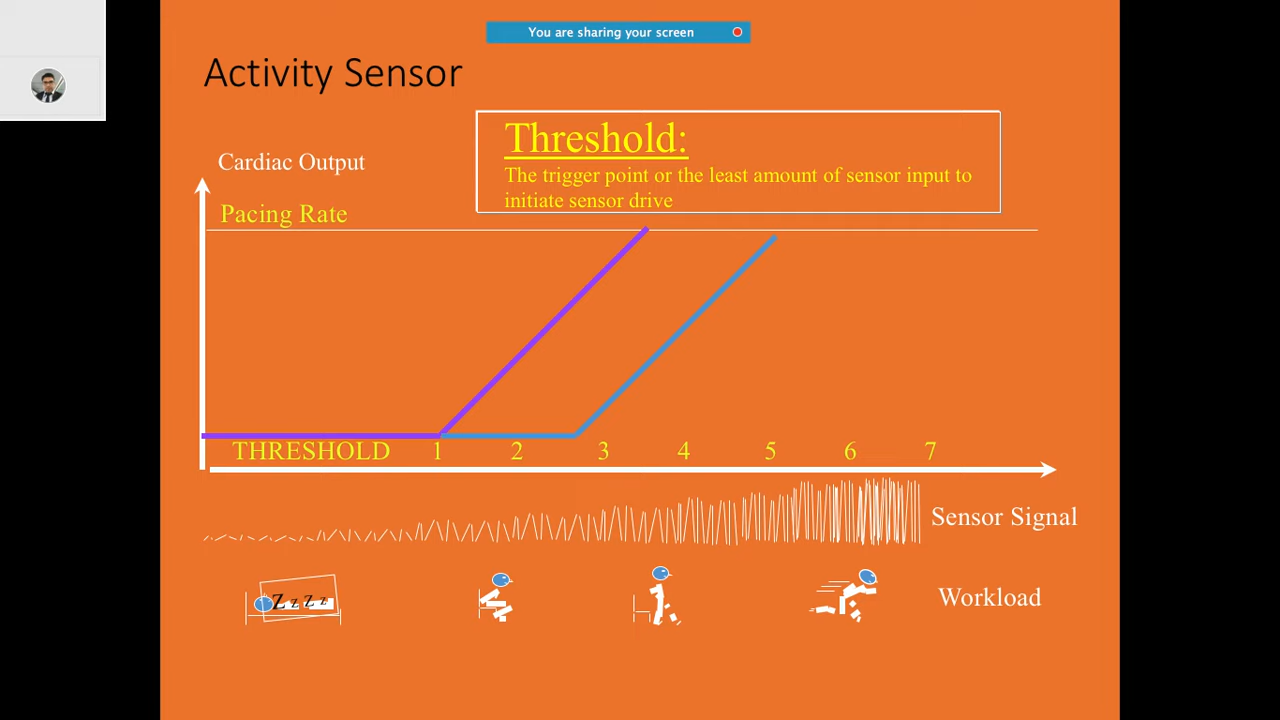 You are sharing your screen
Activity Sensor
Threshold:
The trigger point or the least amount of sensor input to
initiate sensor drive
Cardiac Output
Pacing Rate
THRESHOLD 1 2 3 4 5 6 7
Sensor Signal
Z z Z z
Workload